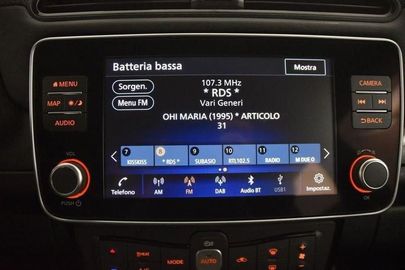 Batteria bassa
Mostra
Sorgen.
107.3 MHz
* RDS *
Menu FM
Vari Generi
OHI MARIA (1995) * ARTICOLO
31
7 8 9 10 11 12
KISSKISS * RDS * SUBASIO RTL102.5 RADIO M DUE O
Telefono AM FM DAB Audio BT USB1 Impostaz.
MENU
MAP
AUDIO
VOL
PUSH
CAMERA
BACK
OK
MODE
AUTO